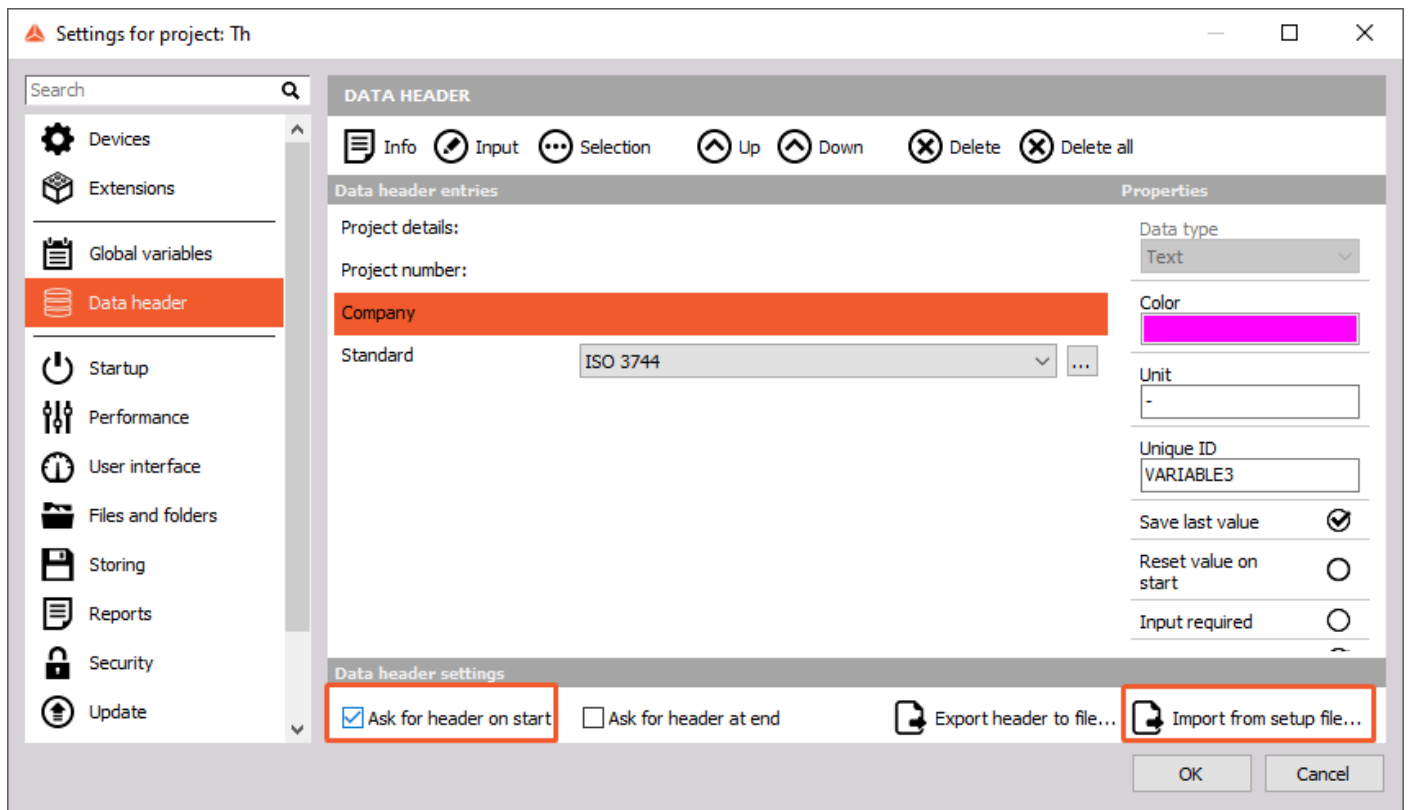 Settings for project: Th
Search
Devices
Extensions
Global variables
Data header
Startup
Performance
User interface
Files and folders
Storing
Reports
Security
Update
DATA HEADER
Info Input Selection Up Down Delete Delete all
Data header entries
Project details:
Project number:
Company
Standard ISO 3744 ...
Properties
Data type
Text
Color
Unit
-
Unique ID
VARIABLE3
Save last value
Reset value on
start
Input required
Data header settings
Ask for header on start Ask for header at end Export header to file... Import from setup file...
OK Cancel